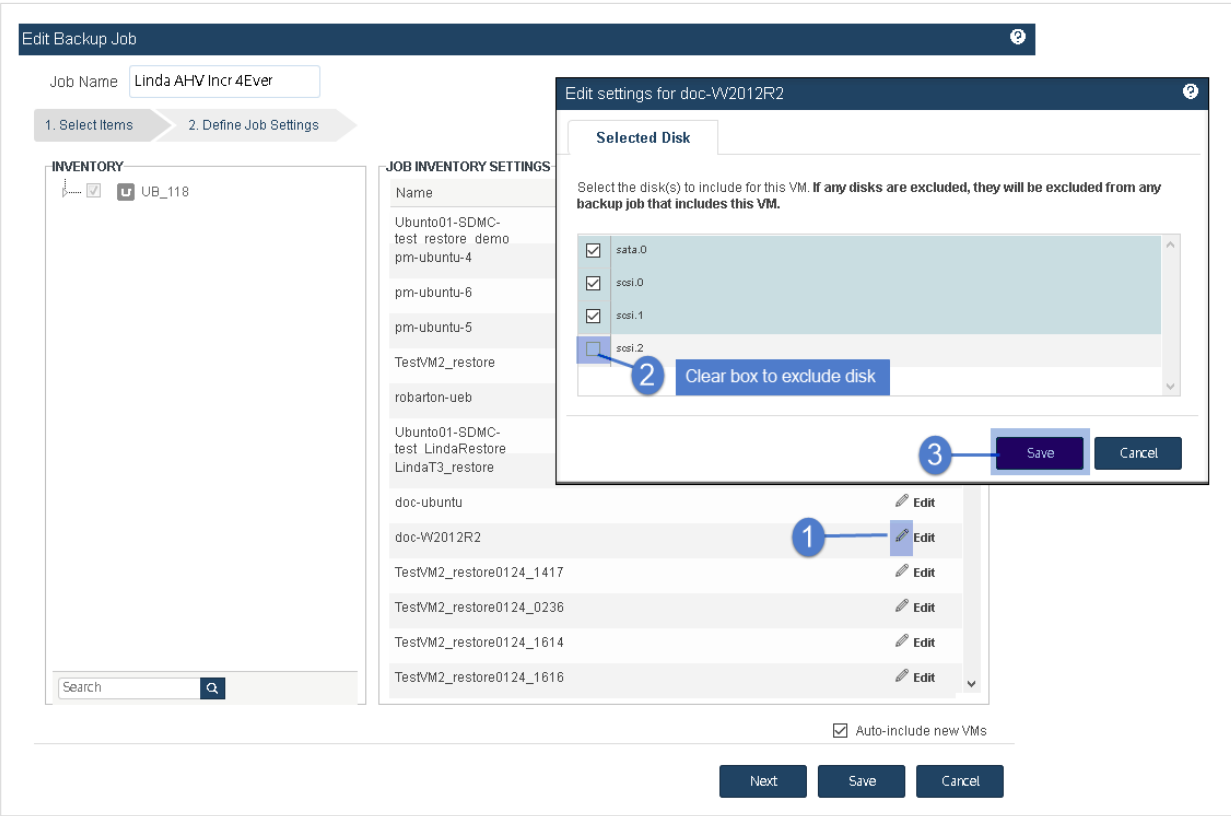 Edit Backup Job
Job Name Linda AHV Incr 4Ever
1. Select Items 2. Define Job Settings
INVENTORY
UB_118
Search
JOB INVENTORY SETTINGS
Name
Ubunto01-SDMC-
test_restore_demo
pm-ubuntu-4
pm-ubuntu-6
pm-ubuntu-5
TestVM2_restore
robarton-ueb
Ubunto01-SDMC-
test_LindaRestore
LindaT3_restore
doc-ubuntu Edit
doc-W2012R2 1 Edit
TestVM2_restore0124_1417 Edit
TestVM2_restore0124_0236 Edit
TestVM2_restore0124_1614 Edit
TestVM2_restore0124_1616 Edit
Auto-include new VMs
Next Save Cancel
Edit settings for doc-W2012R2
Selected Disk
Select the disk(s) to include for this VM. If any disks are excluded, they will be excluded from any
backup job that includes this VM.
sata.0
scsi.0
scsi.1
scsi.2
2 Clear box to exclude disk
3 Save Cancel